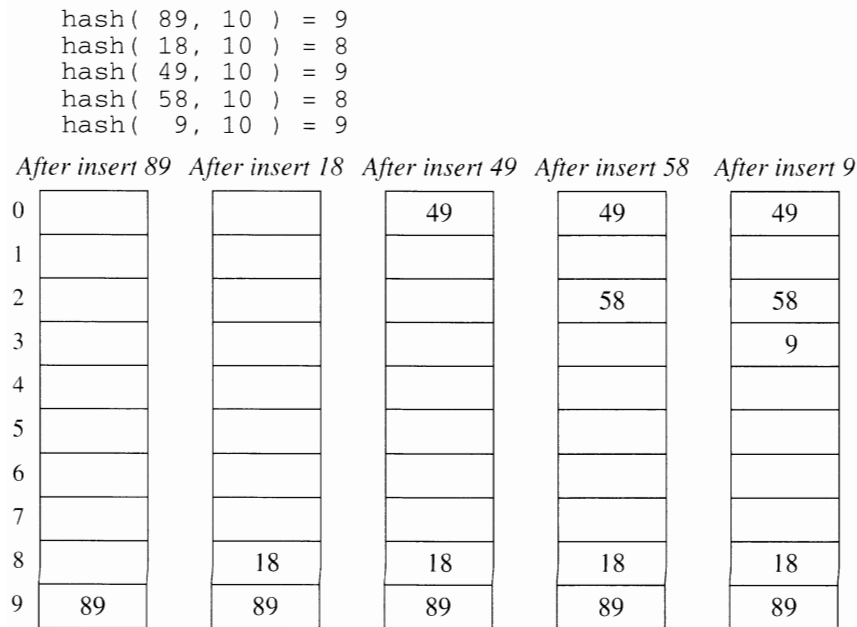 hash( 89, 10 ) = 9
hash( 18, 10 ) = 8
hash( 49, 10 ) = 9
hash( 58, 10 ) = 8
hash( 9, 10 ) = 9
After insert 89 After insert 18 After insert 49 After insert 58 After insert 9
0 49 49 49
1
2 58 58
3 9
4
5
6
7
8 18 18 18 18
9 89 89 89 89 89